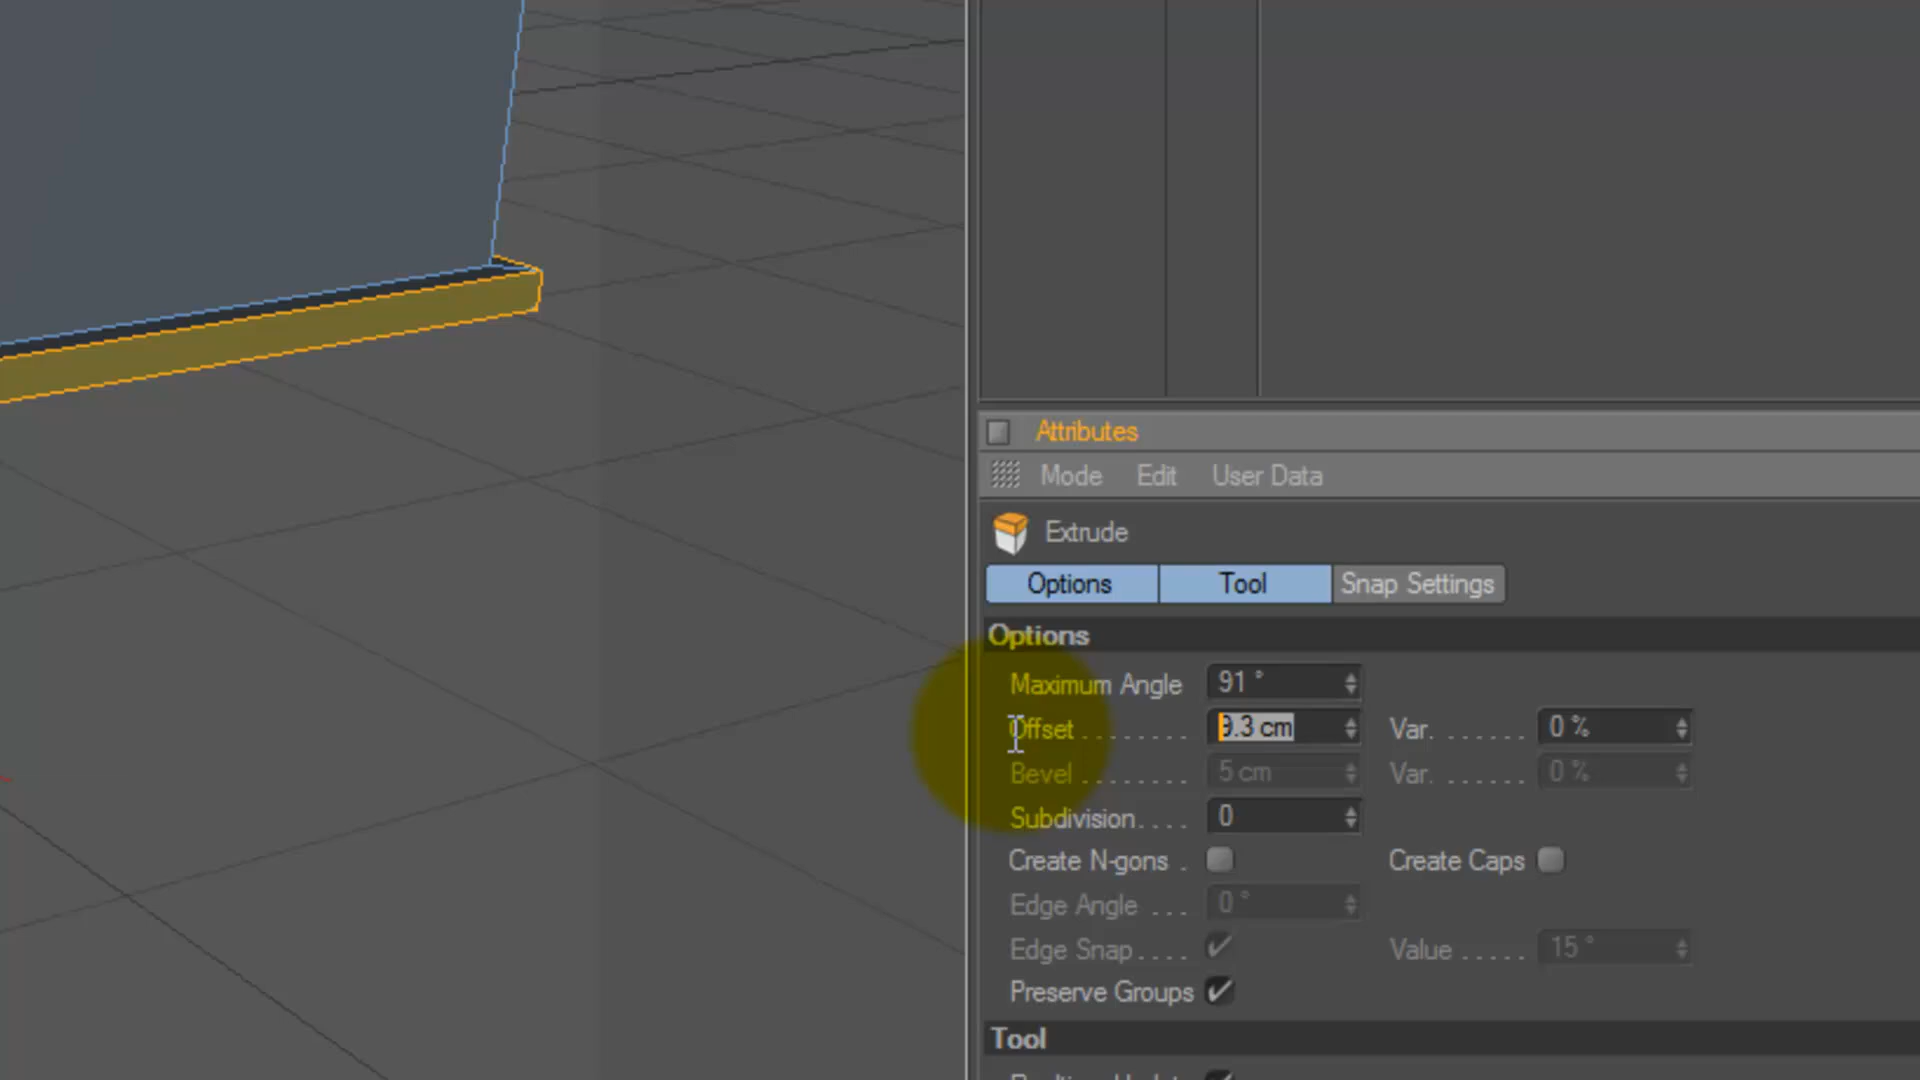 Attributes
Mode Edit User Data
Extrude
Options Tool Snap Settings
Options
Maximum Angle 91 °
Offset . . . . . . . . 9.3 cm Var. . . . . . . 0 %
Bevel . . . . . . . . 5 cm Var. . . . . . . 0 %
Subdivision. . . . 0
Create N-gons . Create Caps
Edge Angle . . . 0 °
Edge Snap. . . . Value . . . . . 15 °
Preserve Groups
Tool